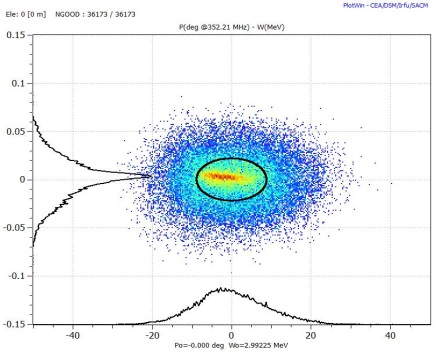 PlotWin - CEA/DSM/Irfu/SACM
Ele: 0 [0 m] NGOOD : 36173 / 36173
P(deg @352.21 MHz) - W(MeV)
0.15
0.1
0.05
0
-0.05
-0.1
-0.15
-40 -20 0 20 40
Po=-0.000 deg Wo=2.99225 MeV